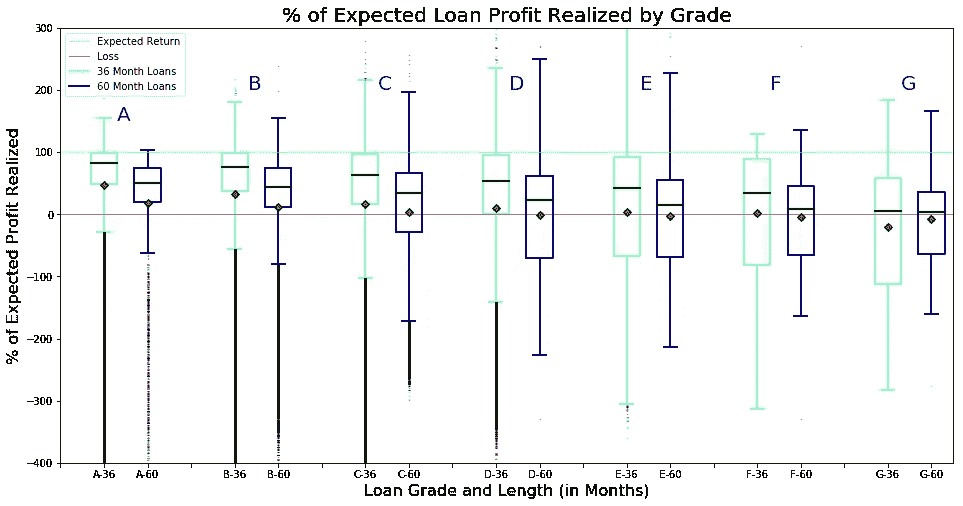 % of Expected Loan Profit Realized by Grade
300
200
100
0
−100
−200
−300
−400
% of Expected Profit Realized
Expected Return
Loss
36 Month Loans
60 Month Loans
A
B
C
D
E
F
G
A-36 A-60 B-36 B-60 C-36 C-60 D-36 D-60 E-36 E-60 F-36 F-60 G-36 G-60
Loan Grade and Length (in Months)